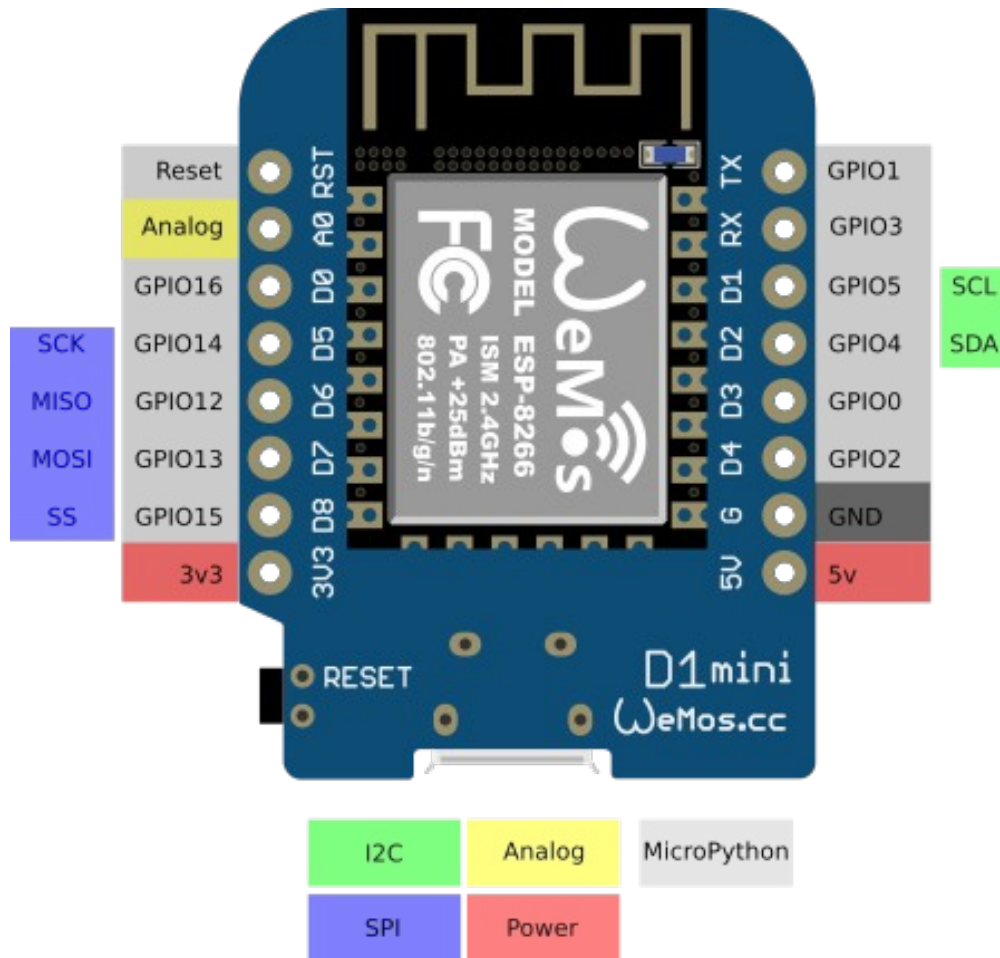 Reset RST TX GPIO1
Analog A0 RX GPIO3
GPIO16 D0 D1 GPIO5 SCL
SCK GPIO14 D5 D2 GPIO4 SDA
MISO GPIO12 D6 D3 GPIO0
MOSI GPIO13 D7 D4 GPIO2
SS GPIO15 D8 G GND
3v3 3V3 5V 5v
WeMos
MODEL ESP-8266
ISM 2.4GHz
PA +25dBm
802.11b/g/n
FC
RESET
D1mini
WeMos.cc
I2C Analog MicroPython
SPI Power